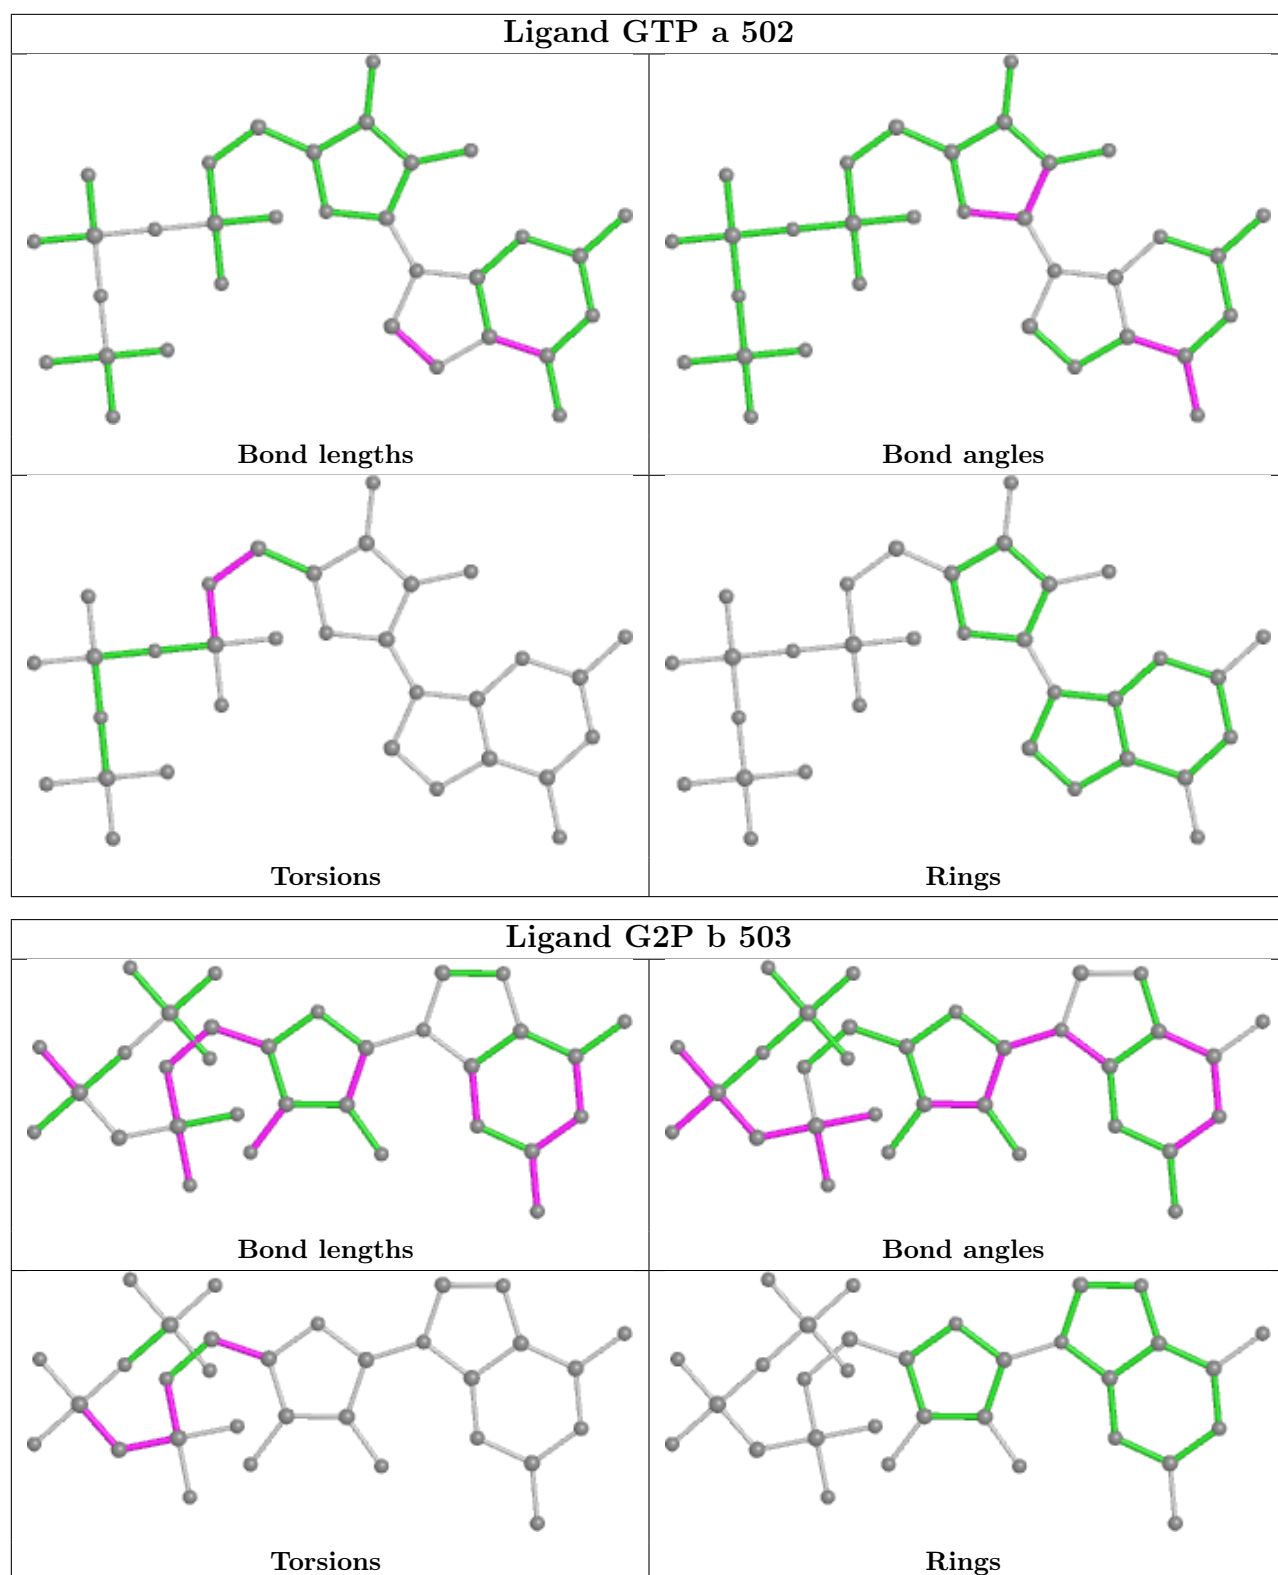 Ligand GTP a 502
Bond lengths
Bond angles
Torsions
Rings
Ligand G2P b 503
Bond lengths
Bond angles
Torsions
Rings